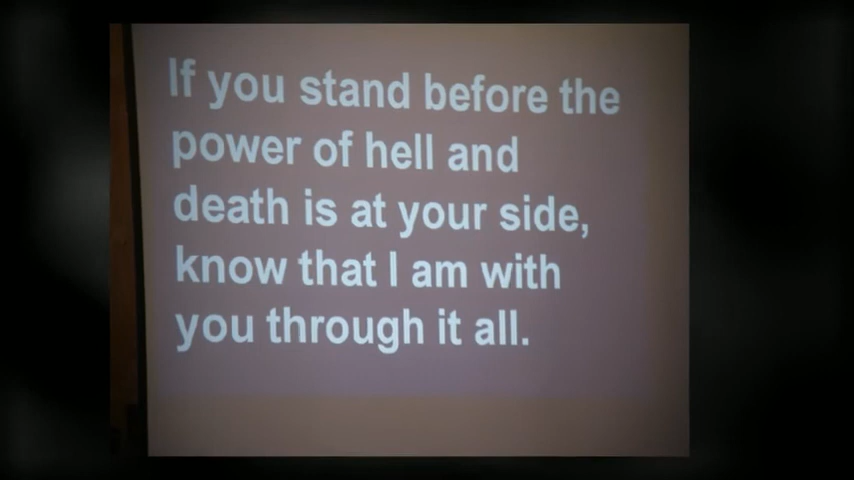 If you stand before the
power of hell and
death is at your side,
know that I am with
you through it all.